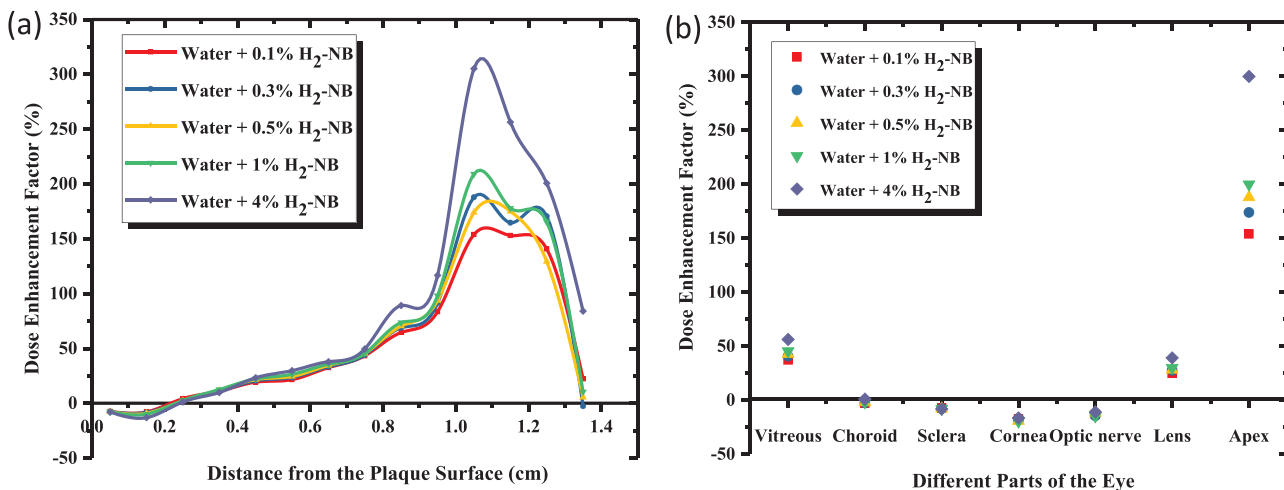 (a)
Water + 0.1% H2-NB
Water + 0.3% H2-NB
Water + 0.5% H2-NB
Water + 1% H2-NB
Water + 4% H2-NB
Dose Enhancement Factor (%)
350
300
250
200
150
100
50
0
-50
0.0 0.2 0.4 0.6 0.8 1.0 1.2 1.4
Distance from the Plaque Surface (cm)
(b)
Water + 0.1% H2-NB
Water + 0.3% H2-NB
Water + 0.5% H2-NB
Water + 1% H2-NB
Water + 4% H2-NB
Dose Enhancement Factor (%)
350
300
250
200
150
100
50
0
-50
Vitreous Choroid Sclera Cornea Optic nerve Lens Apex
Different Parts of the Eye